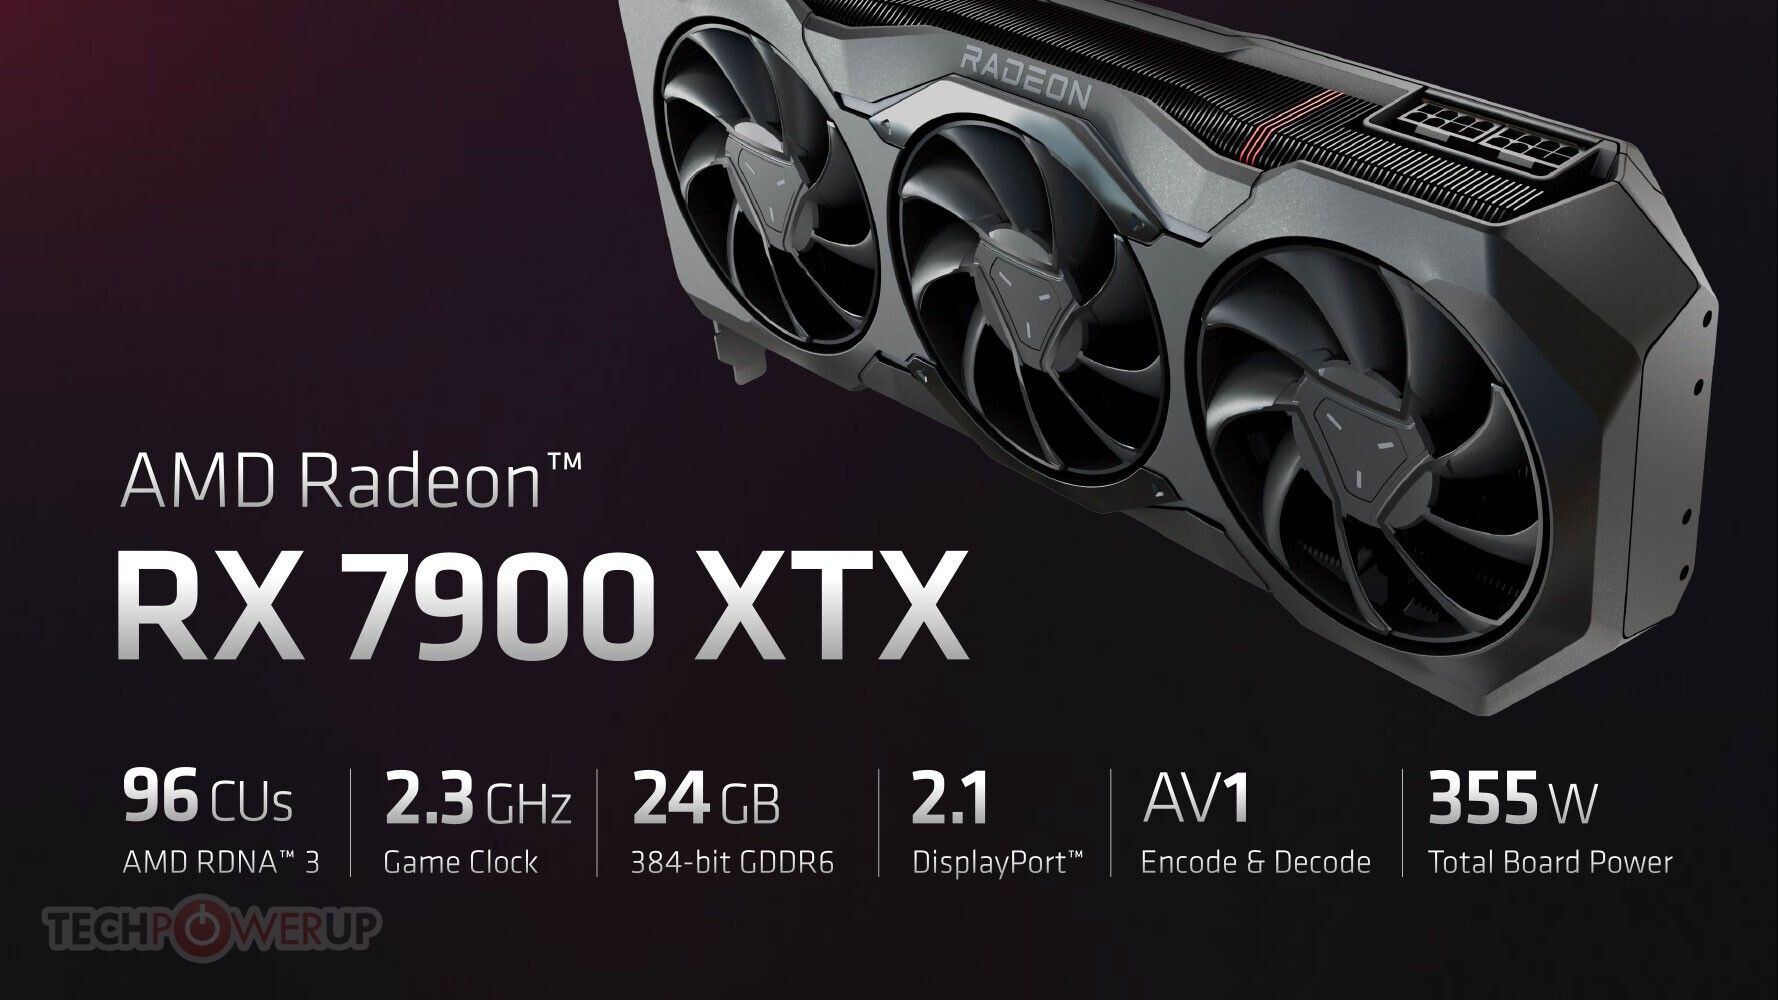 RADEON
AMD Radeon™
RX 7900 XTX
96 CUs
AMD RDNA™ 3
2.3 GHz
Game Clock
24 GB
384-bit GDDR6
2.1
DisplayPort™
AV1
Encode & Decode
355 W
Total Board Power
TECHPOWERUP